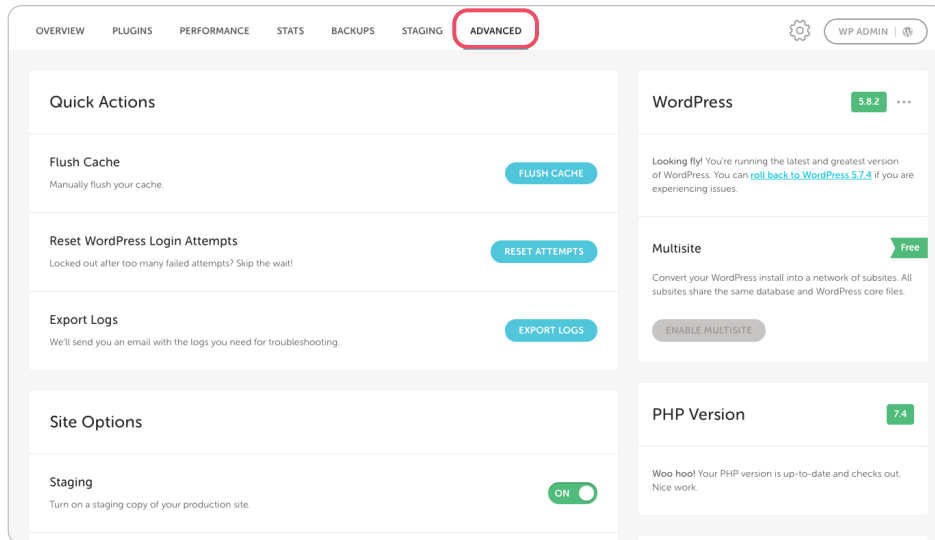 OVERVIEW PLUGINS PERFORMANCE STATS BACKUPS STAGING ADVANCED WP ADMIN
Quick Actions
Flush Cache
Manually flush your cache.
FLUSH CACHE
Reset WordPress Login Attempts
Locked out after too many failed attempts? Skip the wait!
RESET ATTEMPTS
Export Logs
We'll send you an email with the logs you need for troubleshooting.
EXPORT LOGS
Site Options
Staging
Turn on a staging copy of your production site.
ON
WordPress 5.8.2
Looking fly! You're running the latest and greatest version
of WordPress. You can roll back to WordPress 5.7.4 if you are
experiencing issues.
Multisite Free
Convert your WordPress install into a network of subsites. All
subsites share the same database and WordPress core files.
ENABLE MULTISITE
PHP Version 7.4
Woo hoo! Your PHP version is up-to-date and checks out.
Nice work.